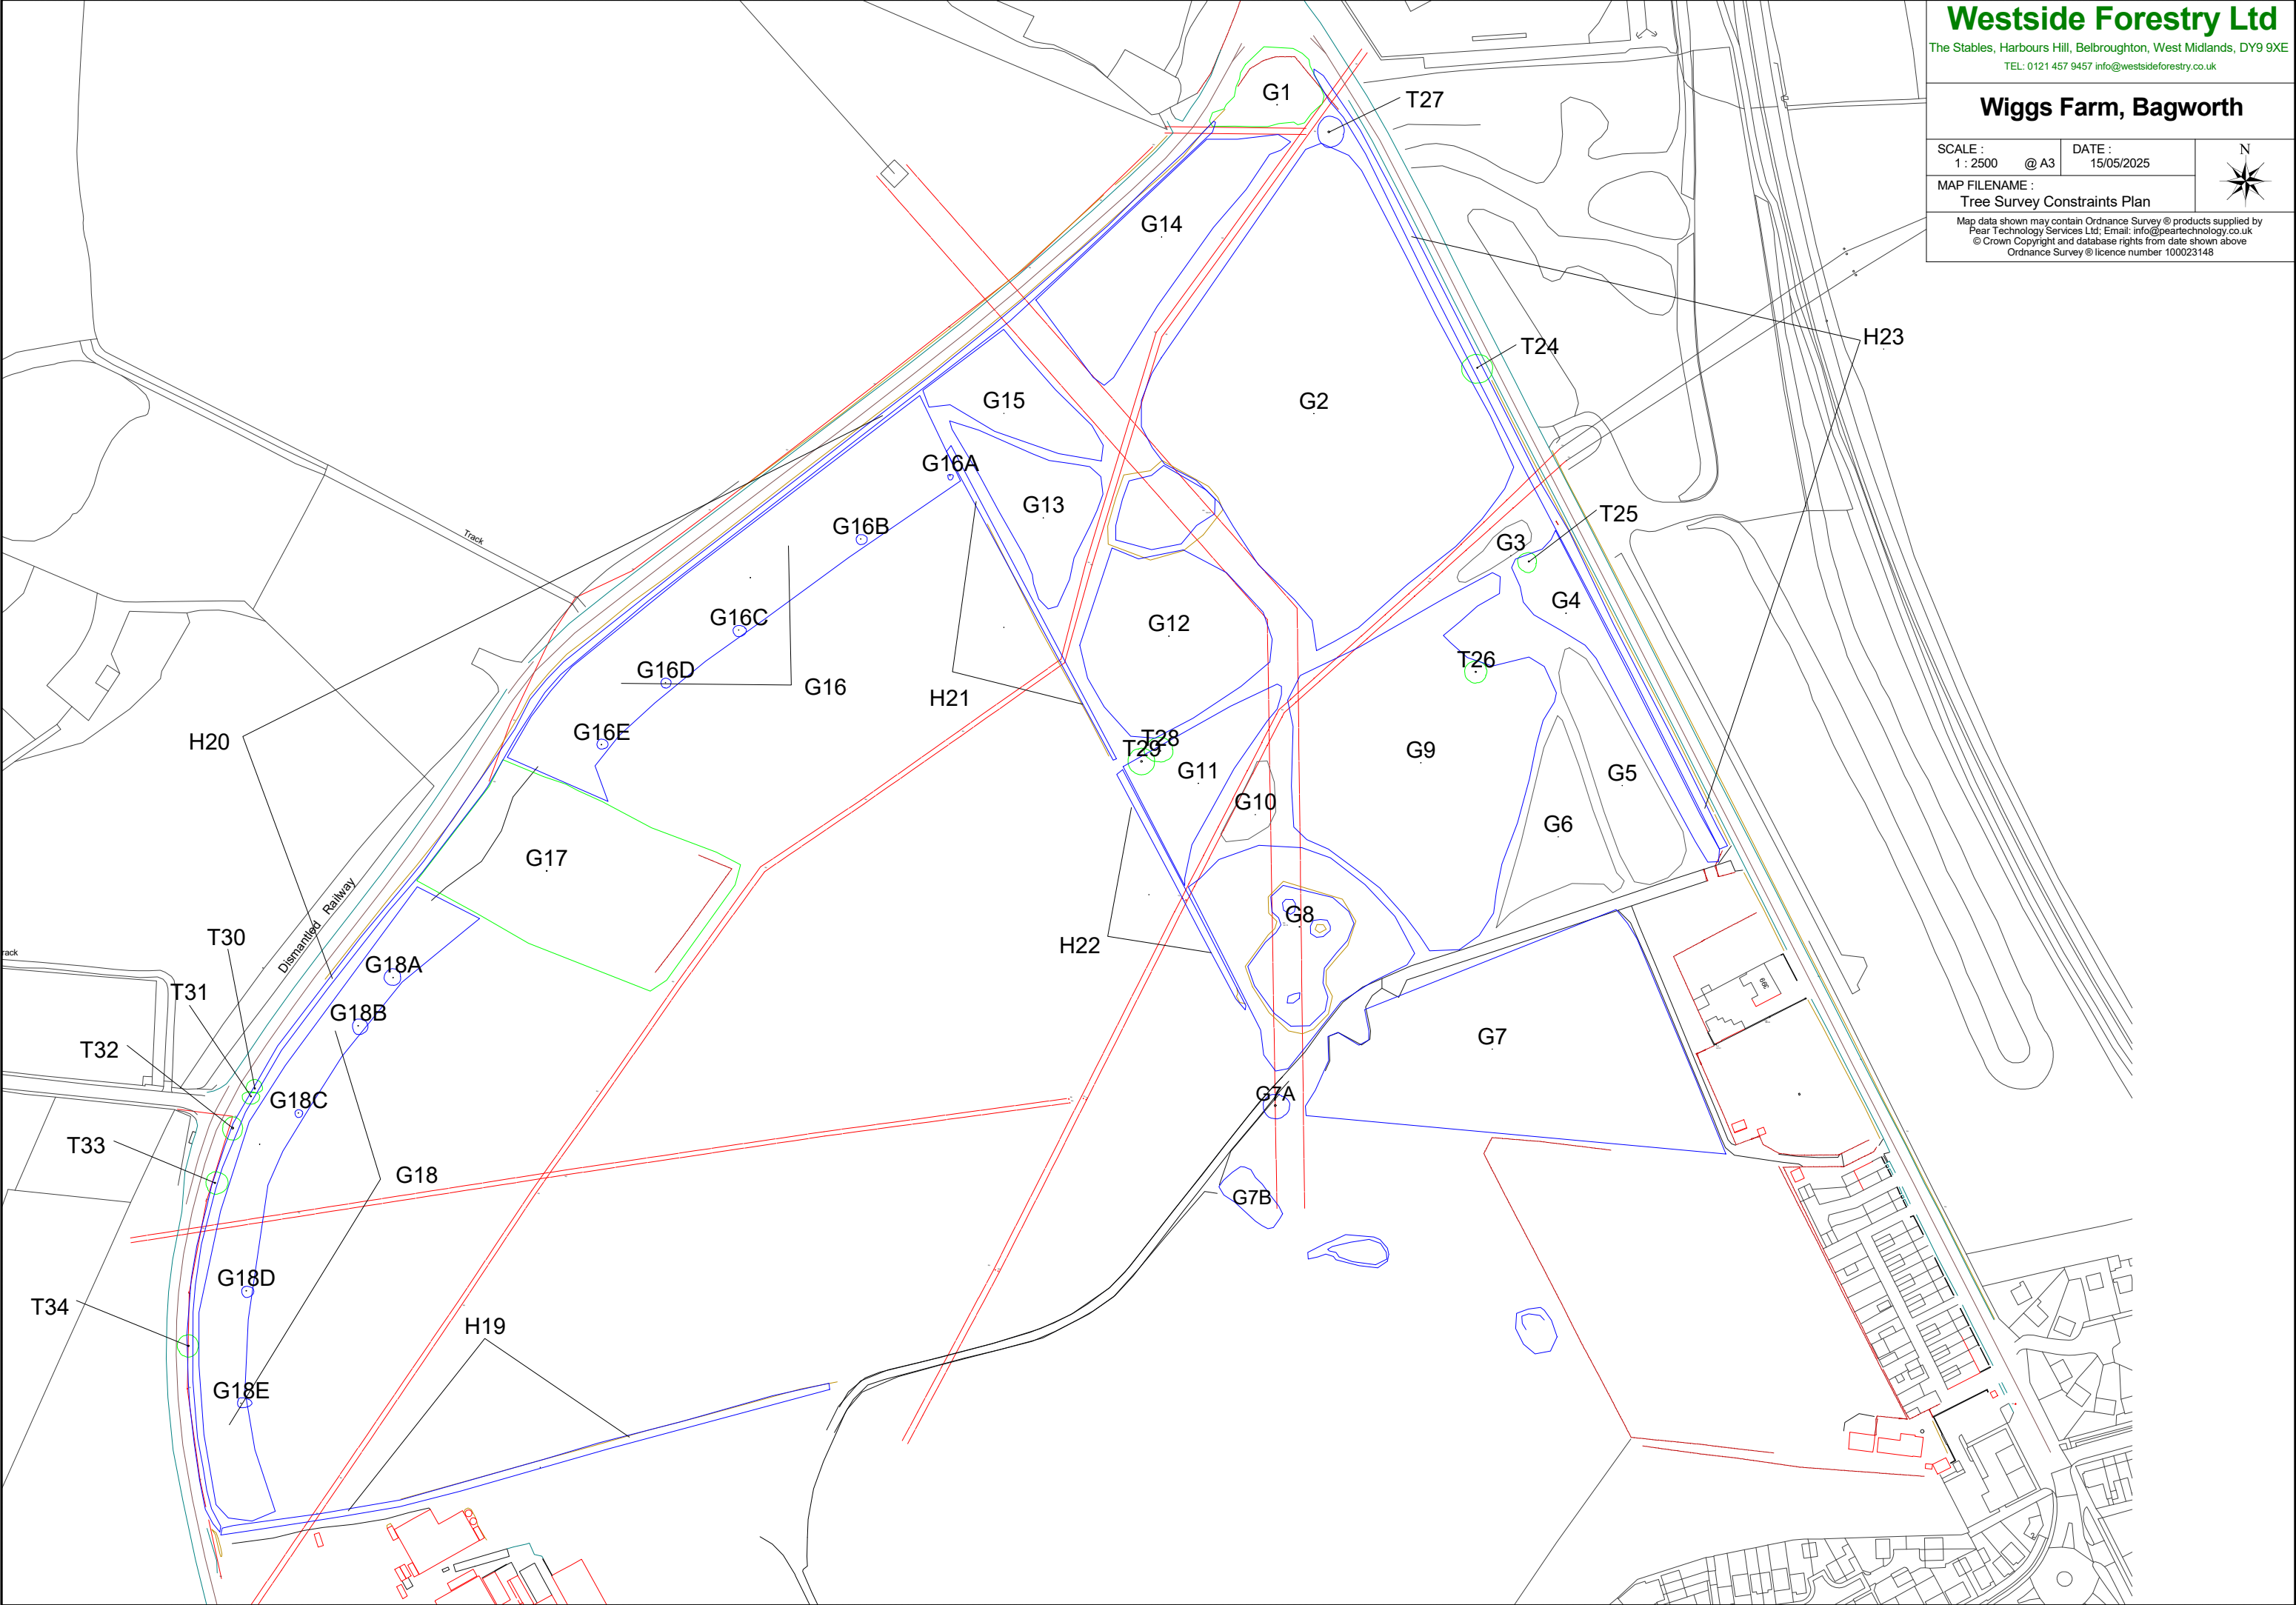 Westside Forestry Ltd
The Stables, Harbours Hill, Belbroughton, West Midlands, DY9 9XE
TEL: 0121 457 9457 info@westsideforestry.co.uk
Wiggs Farm, Bagworth
SCALE :
1 : 2500 @ A3
DATE :
15/05/2025
N
MAP FILENAME :
Tree Survey Constraints Plan
Map data shown may contain Ordnance Survey ® products supplied by
Pear Technology Services Ltd; Email: info@peartechnology.co.uk
© Crown Copyright and database rights from date shown above
Ordnance Survey ® licence number 100023148
G1
T27
G14
H23
T24
G15
G2
G16A
G13
T25
G16B
Track
G3
G4
G16C
G12
T26
G16D
G16
H21
G16E
H20
T28
T29
G9
G11
G5
G10
G6
G17
G8
T30
Dismantled Railway
H22
rack
G18A
T31
G18B
G7
T32
G7A
G18C
T33
G18
G7B
G18D
T34
H19
G18E